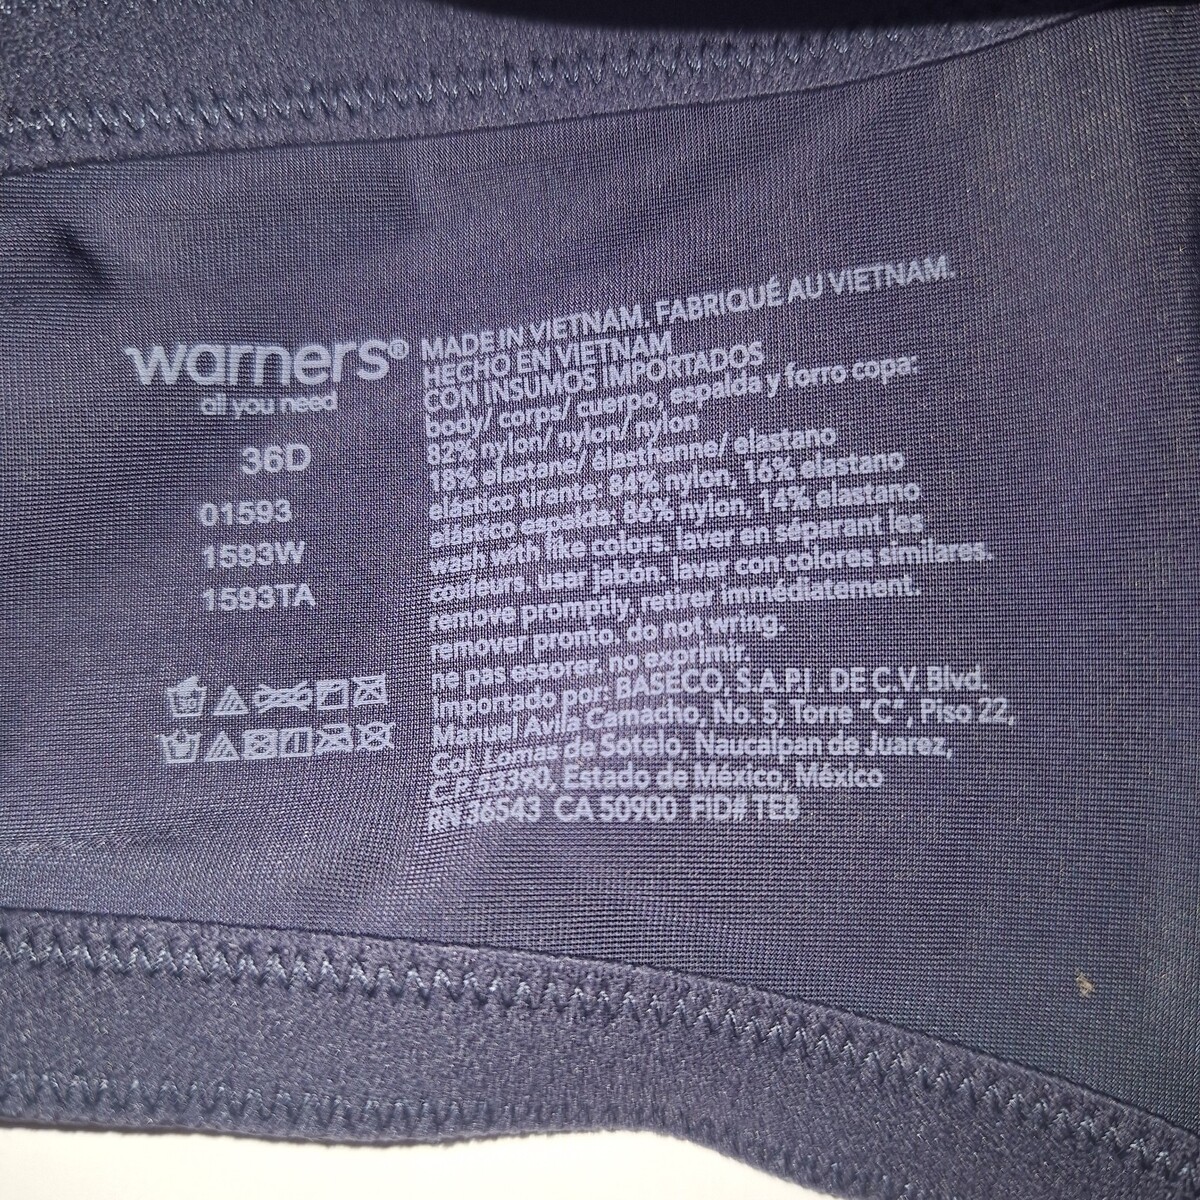 warners®
all you need
36D
01593
1593W
1593TA
30
MADE IN VIETNAM. FABRIQUÉ AU VIETNAM.
HECHO EN VIETNAM
CON INSUMOS IMPORTADOS
body/ corps/ cuerpo, espalda y forro copa:
82% nylon/ nylon/ nylon
18% elastane/ élasthanne/ elastano
elástico tirante: 84% nylon, 16% elastano
elástico espalda: 86% nylon, 14% elastano
wash with like colors. laver en séparant les
couleurs. usar jabón. lavar con colores similares.
remove promptly, retirer immédiatement.
remover pronto. do not wring.
ne pas essorer. no exprimir.
Importado por: BASECO, S.A.P.I. DE C.V. Blvd.
Manuel Avila Camacho, No. 5, Torre "C", Piso 22,
Col. Lomas de Sotelo, Naucalpan de Juarez,
C.P. 53390, Estado de México, México
RN 36543 CA 50900 FID# TE8